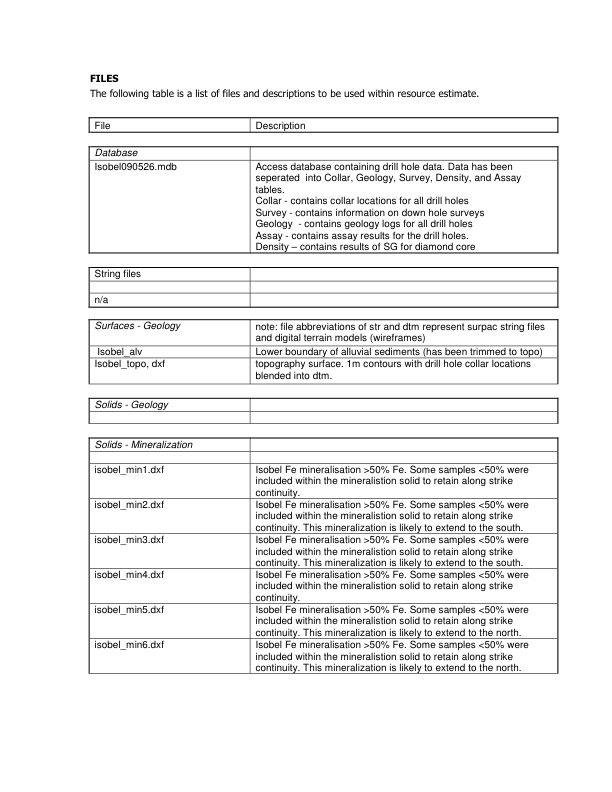 FILES
The following table is a list of files and descriptions to be used within resource estimate.
File Description
Database
Isobel090526.mdb Access database containing drill hole data. Data has been
seperated  into Collar, Geology, Survey, Density, and Assay
tables.
Collar - contains collar locations for all drill holes
Survey - contains information on down hole surveys
Geology  - contains geology logs for all drill holes
Assay - contains assay results for the drill holes.
Density – contains results of SG for diamond core
String files
n/a
Surfaces - Geology note: file abbreviations of str and dtm represent surpac string files
and digital terrain models (wireframes)
Isobel_alv Lower boundary of alluvial sediments (has been trimmed to topo)
Isobel_topo, dxf topography surface. 1m contours with drill hole collar locations
blended into dtm.
Solids - Geology
Solids - Mineralization
isobel_min1.dxf Isobel Fe mineralisation >50% Fe. Some samples <50% were
included within the mineralistion solid to retain along strike
continuity.
isobel_min2.dxf Isobel Fe mineralisation >50% Fe. Some samples <50% were
included within the mineralistion solid to retain along strike
continuity. This mineralization is likely to extend to the south.
isobel_min3.dxf Isobel Fe mineralisation >50% Fe. Some samples <50% were
included within the mineralistion solid to retain along strike
continuity. This mineralization is likely to extend to the south.
isobel_min4.dxf Isobel Fe mineralisation >50% Fe. Some samples <50% were
included within the mineralistion solid to retain along strike
continuity.
isobel_min5.dxf Isobel Fe mineralisation >50% Fe. Some samples <50% were
included within the mineralistion solid to retain along strike
continuity. This mineralization is likely to extend to the north.
isobel_min6.dxf Isobel Fe mineralisation >50% Fe. Some samples <50% were
included within the mineralistion solid to retain along strike
continuity. This mineralization is likely to extend to the north.